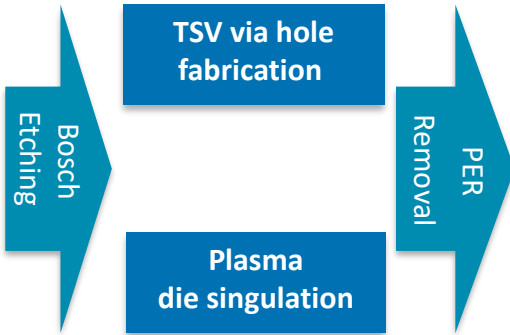 Bosch
Etching
TSV via hole
fabrication
Plasma
die singulation
PER
Removal